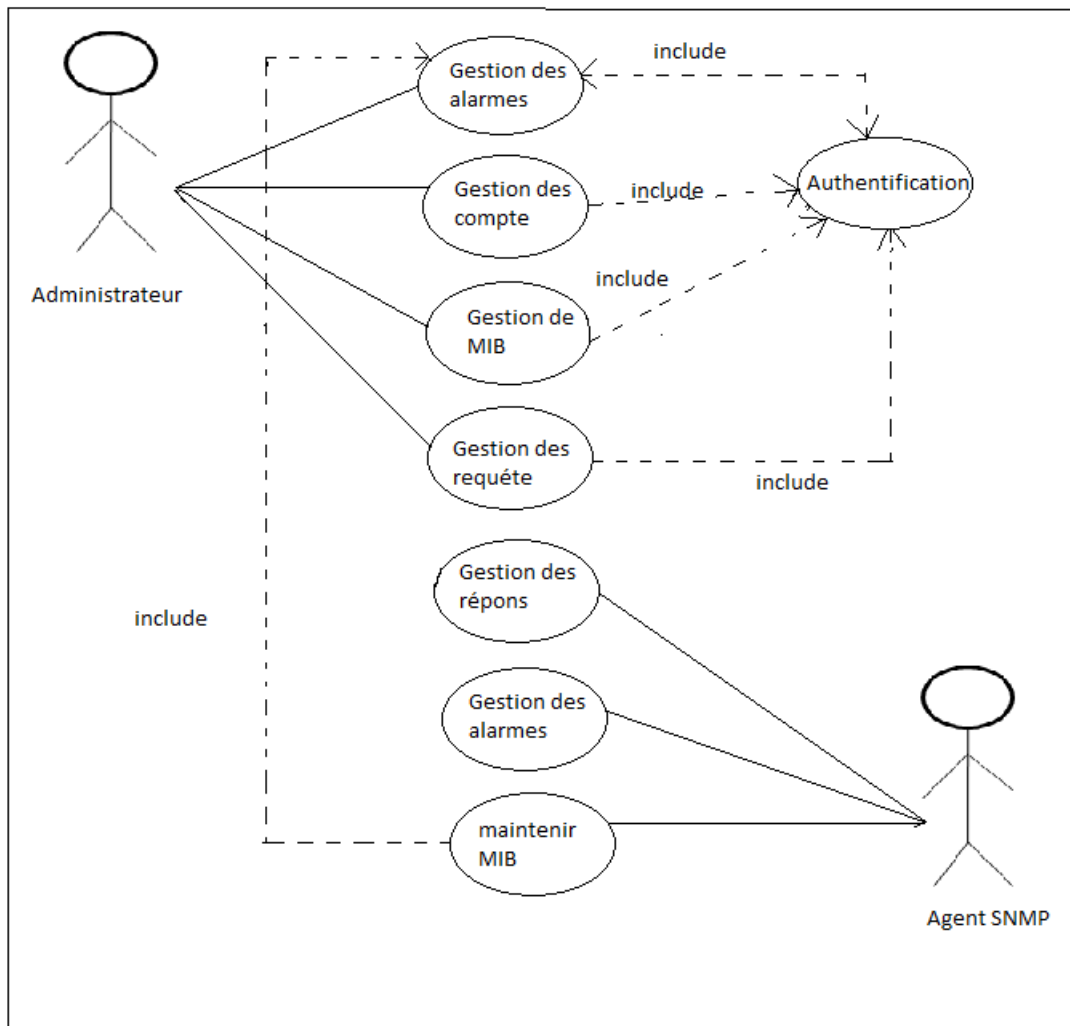 include
Gestion des
alarmes
Authentification
Gestion des
compte
include
include
Administrateur
Gestion de
MIB
Gestion des
requéte
include
Gestion des
répons
include
Gestion des
alarmes
maintenir
MIB
Agent SNMP